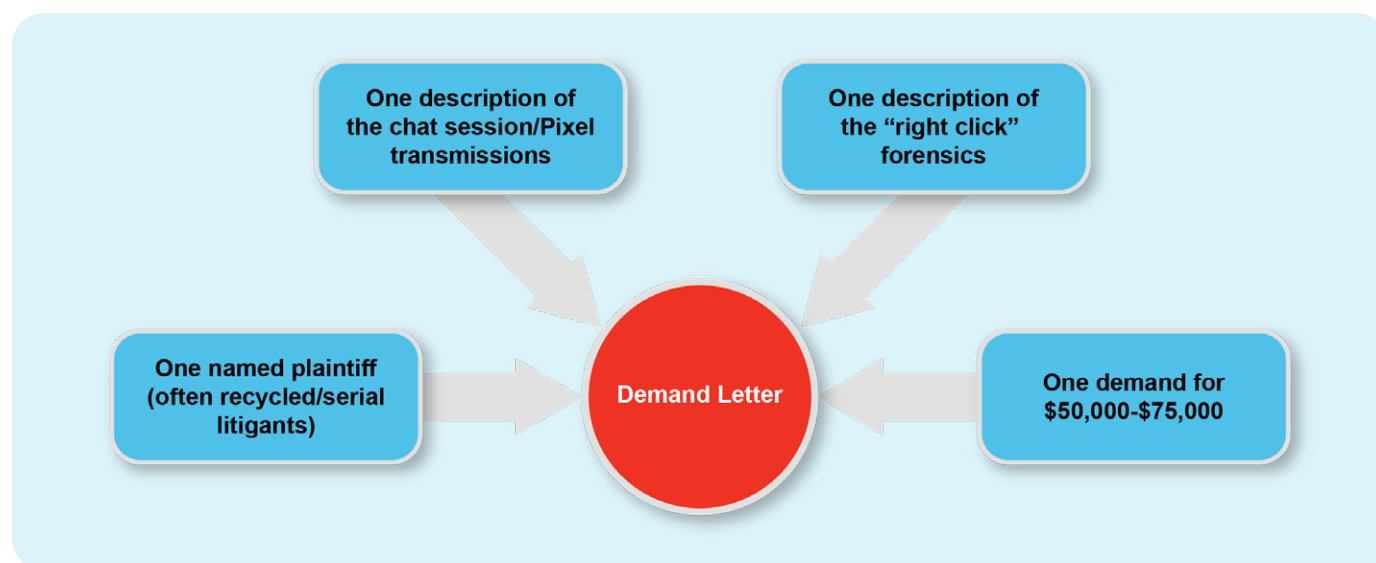 One description of
the chat session/Pixel
transmissions
One description of
the “right click”
forensics
One named plaintiff
(often recycled/serial
litigants)
Demand Letter
One demand for
$50,000-$75,000